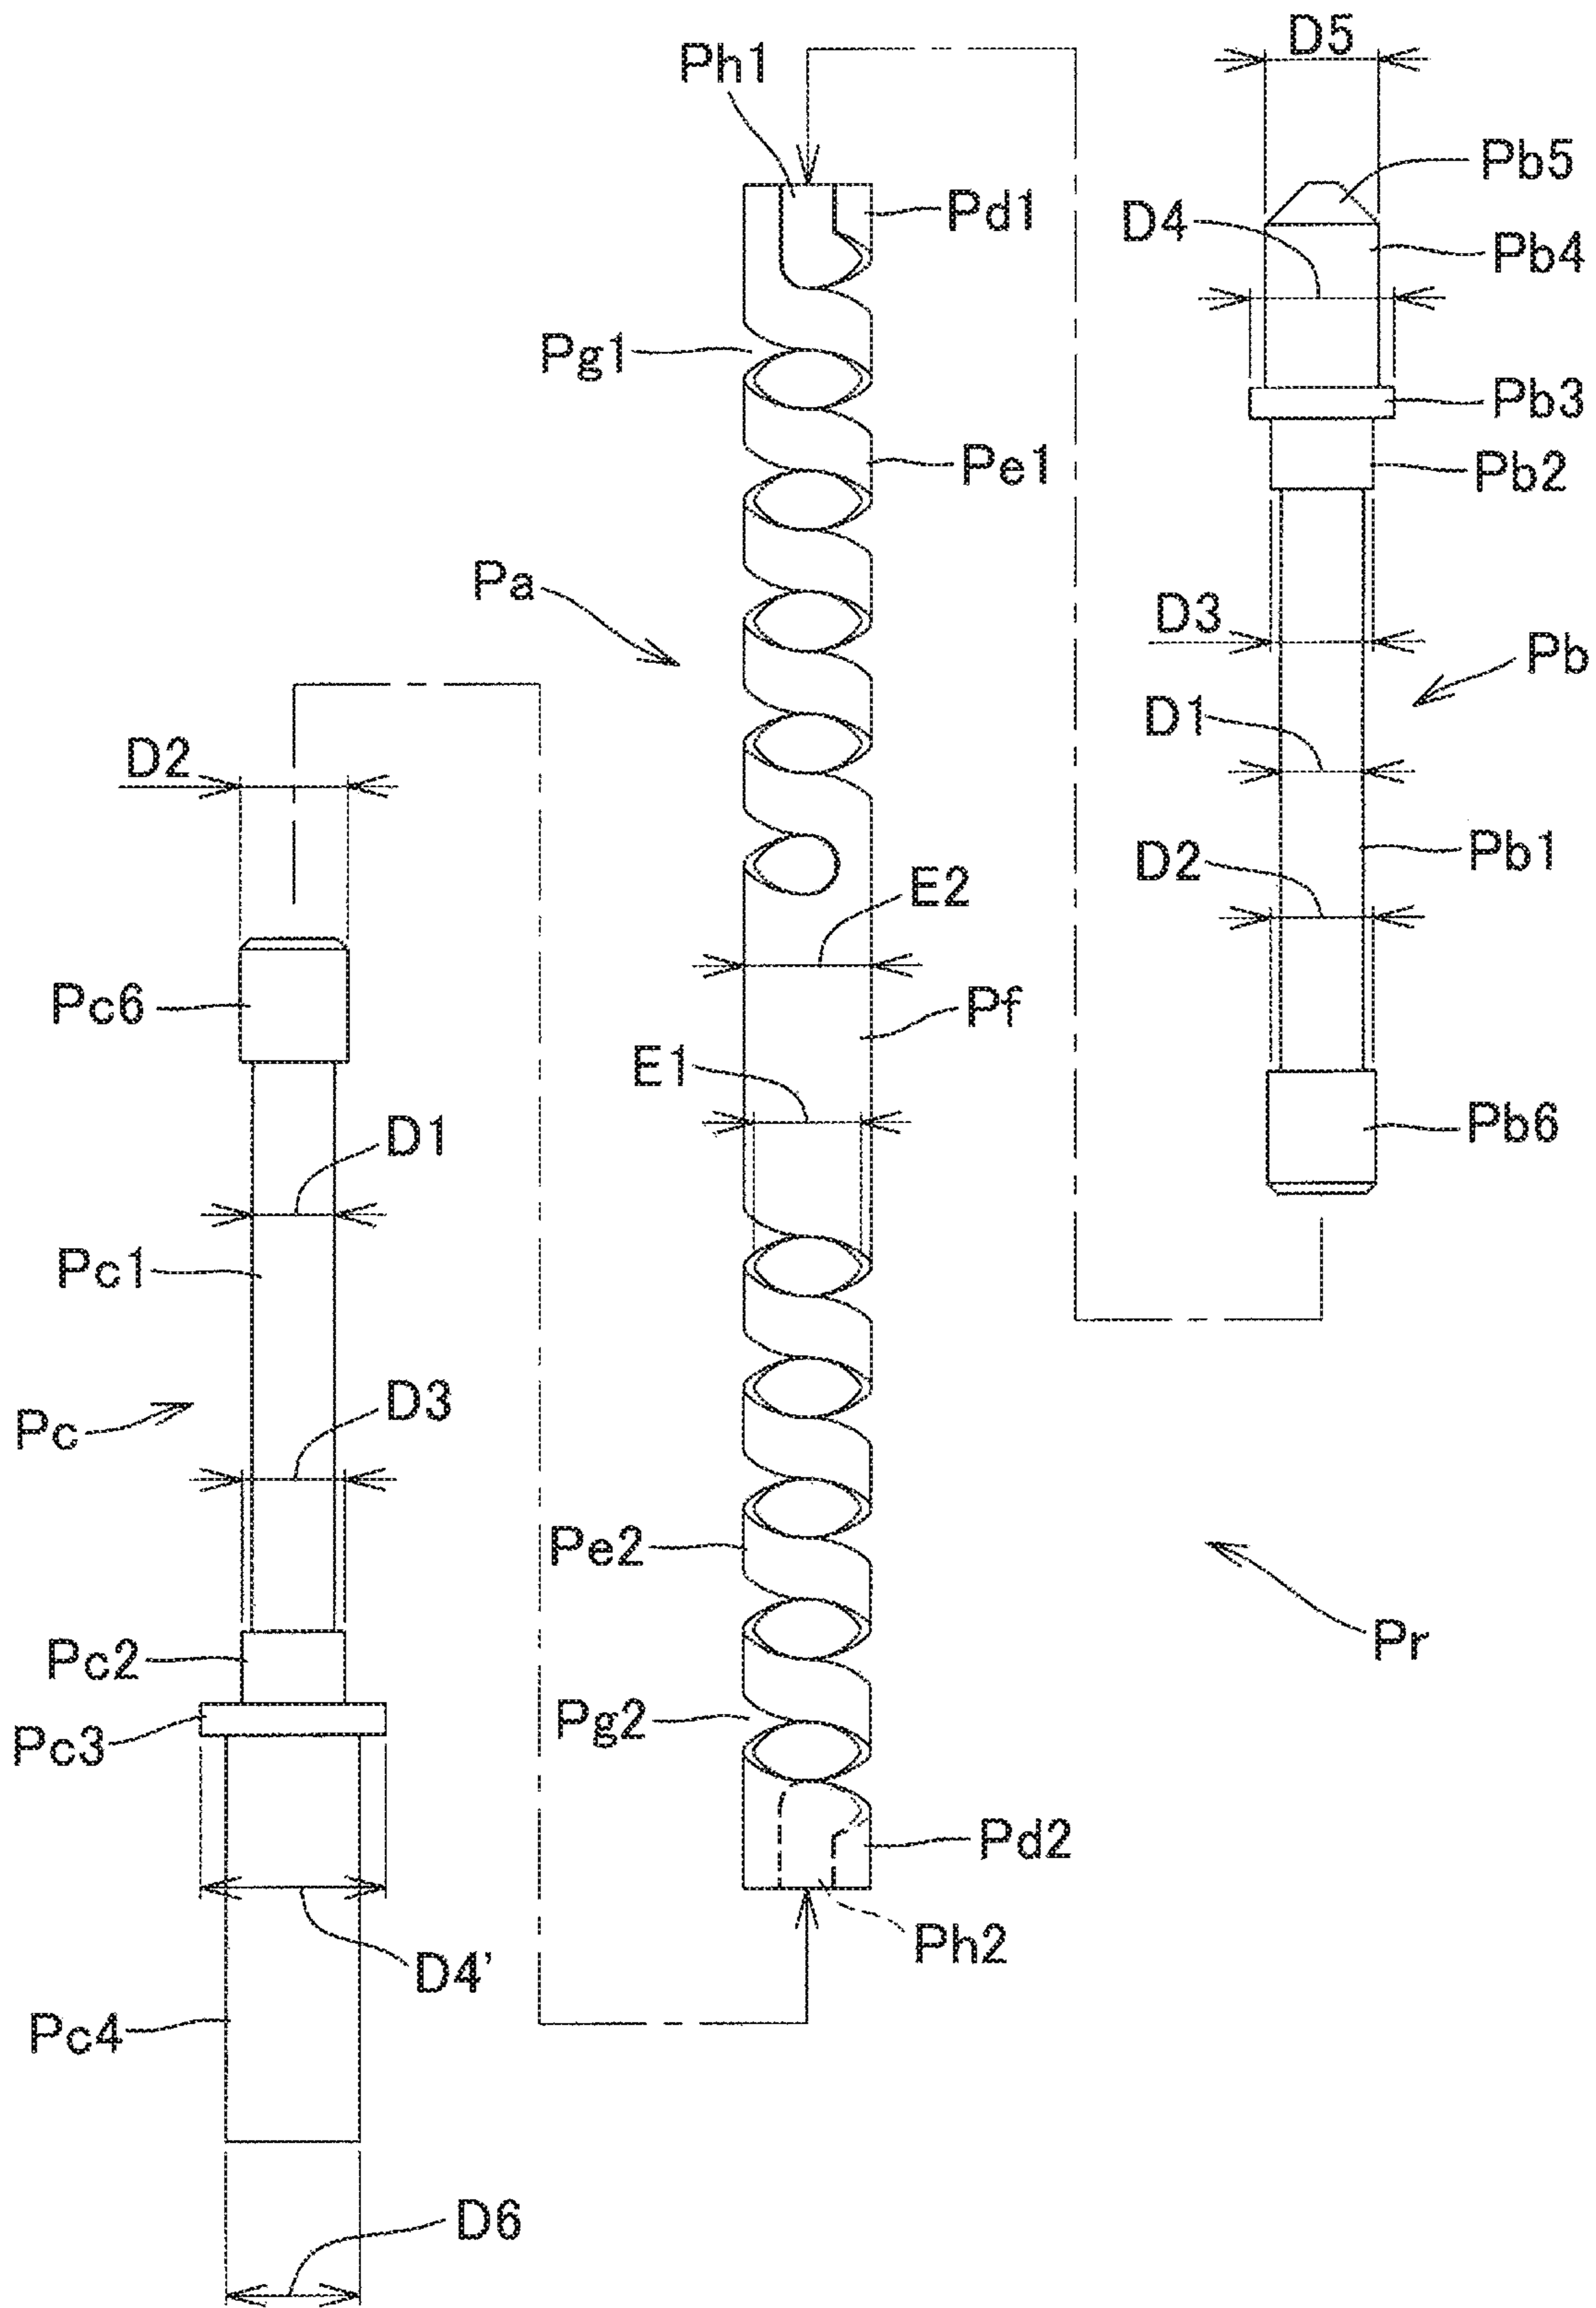 D5
Ph1
Pb5
Pd1
D4
Pb4
Pg1
Pb3
Pe1
Pb2
Pa
D3
Pb
D1
D2
Pb1
D2
E2
Pc6
Pf
E1
Pb6
D1
Pc1
D3
Pc
Pe2
Pr
Pc2
Pg2
Pc3
Pd2
Ph2
D4'
Pc4
D6